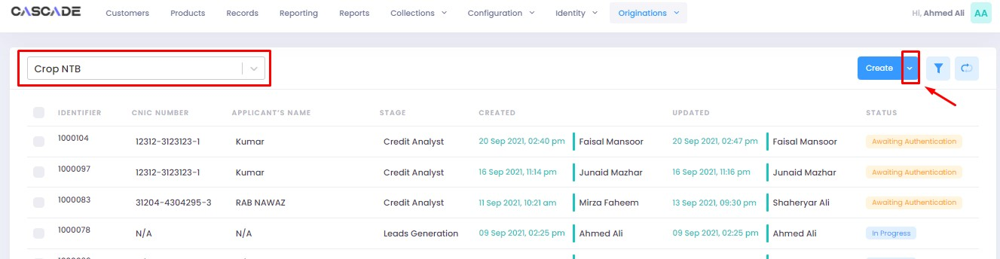 CASCADE Customers Products Records Reporting Reports Collections Configuration Identity Originations Hi, Ahmed Ali AA
Crop NTB Create
IDENTIFIER CNIC NUMBER APPLICANT'S NAME STAGE CREATED UPDATED STATUS
1000104 12312-3123123-1 Kumar Credit Analyst 20 Sep 2021, 02:40 pm Faisal Mansoor 20 Sep 2021, 02:47 pm Faisal Mansoor Awaiting Authentication
1000097 12312-3123123-1 Kumar Credit Analyst 16 Sep 2021, 11:14 pm Junaid Mazhar 16 Sep 2021, 11:16 pm Junaid Mazhar Awaiting Authentication
1000083 31204-4304295-3 RAB NAWAZ Credit Analyst 11 Sep 2021, 10:21 am Mirza Faheem 13 Sep 2021, 09:30 pm Shaheryar Ali Awaiting Authentication
1000078 N/A N/A Leads Generation 09 Sep 2021, 02:25 pm Ahmed Ali 09 Sep 2021, 02:25 pm Ahmed Ali In Progress